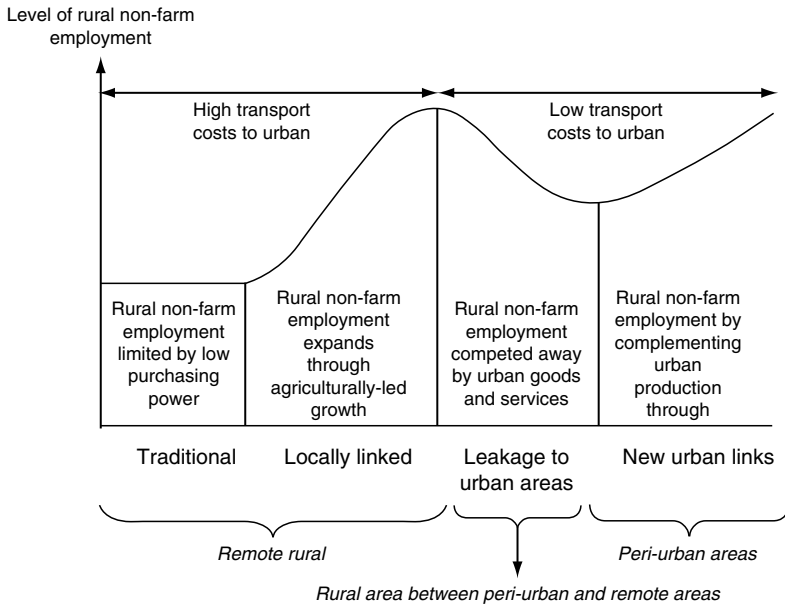 Level of rural non-farm
employment
High transport
costs to urban
Low transport
costs to urban
Rural non-farm
employment
limited by low
purchasing
power
Rural non-farm
employment
expands
through
agriculturally-led
growth
Rural non-farm
employment
competed away
by urban goods
and services
Rural non-farm
employment by
complementing
urban
production
through
Traditional
Locally linked
Leakage to
urban areas
New urban links
Remote rural
Peri-urban areas
Rural area between peri-urban and remote areas